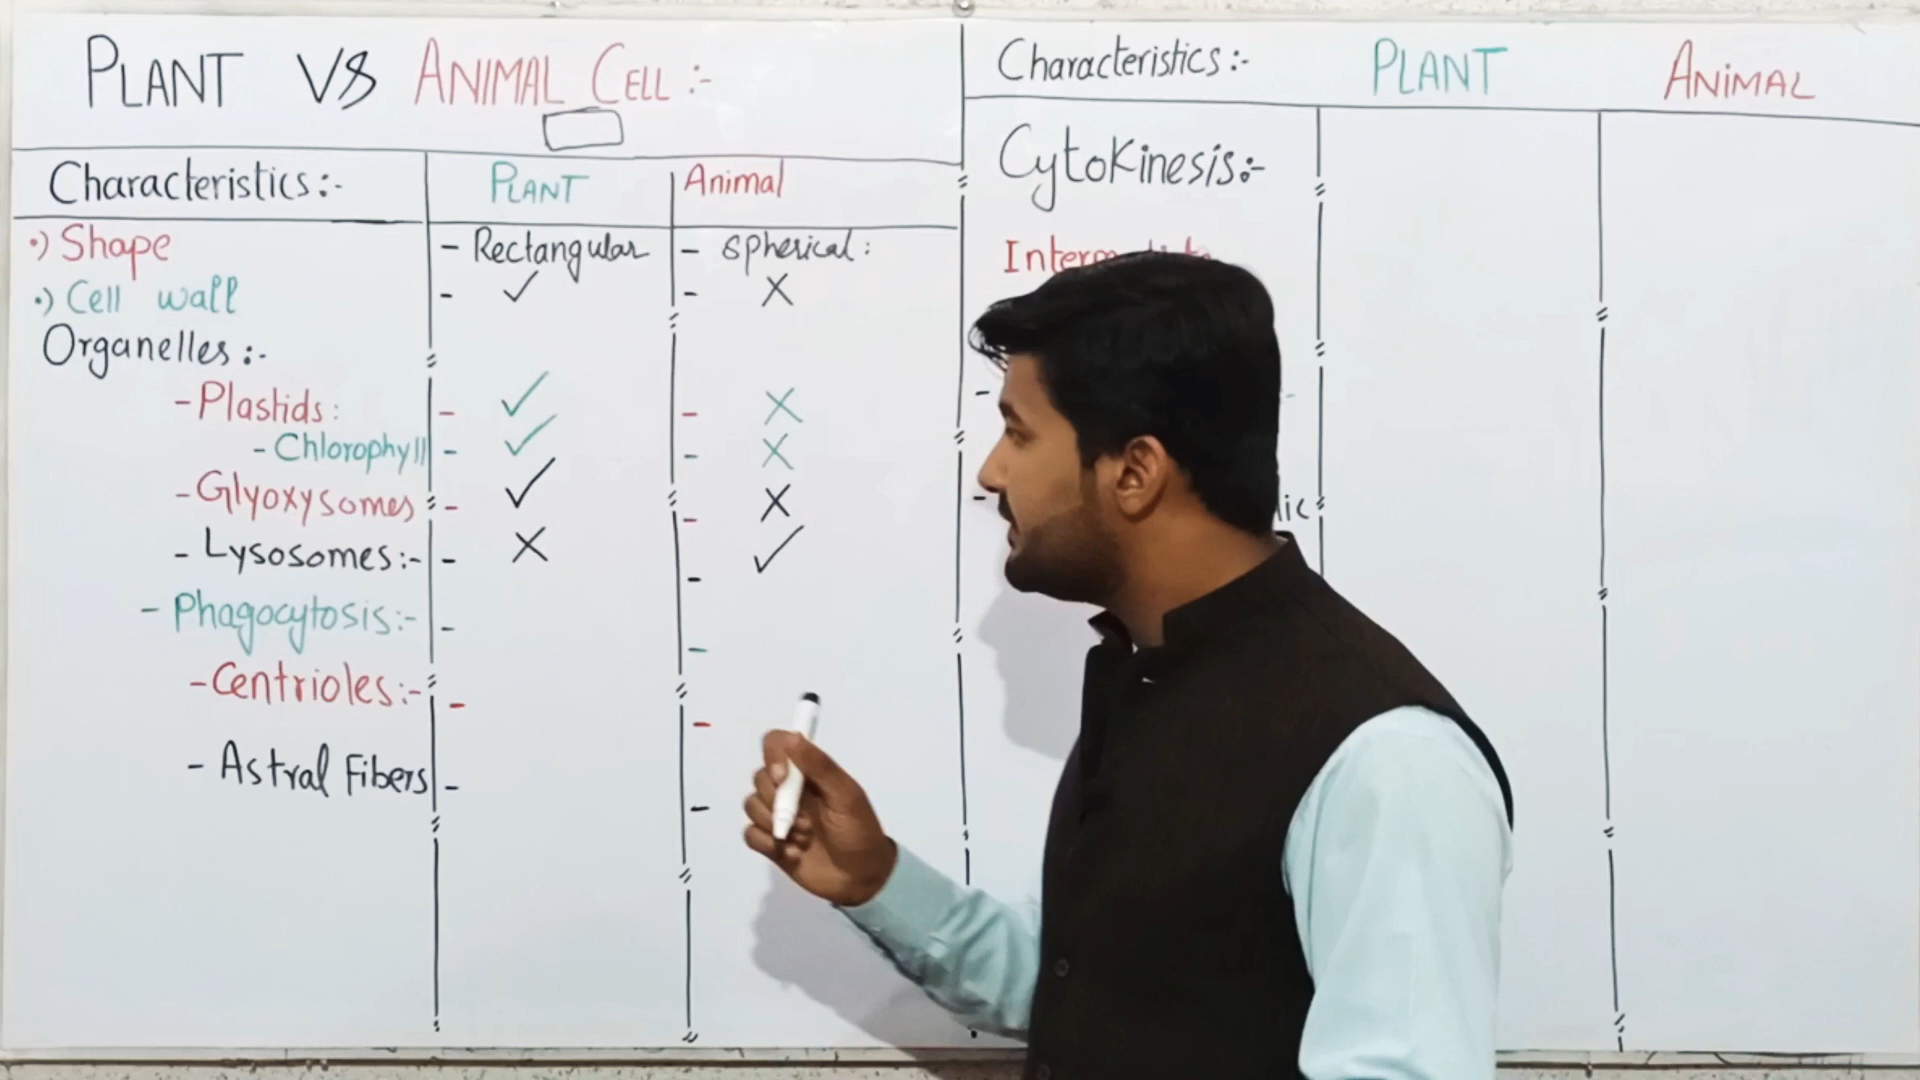 PLANT VS ANIMAL CELL :-
Characteristics :- PLANT Animal
•) Shape - Rectangular - Spherical :
•) Cell wall - ✓ - X
Organelles :-
- Plastids : - ✓ - X
- Chlorophyll - ✓ - X
- Glyoxysomes - ✓ - X
- Lysosomes :- - X - ✓
- Phagocytosis :- - -
- Centrioles :- - -
- Astral Fibers - -
Characteristics :- PLANT ANIMAL
Cytokinesis :-